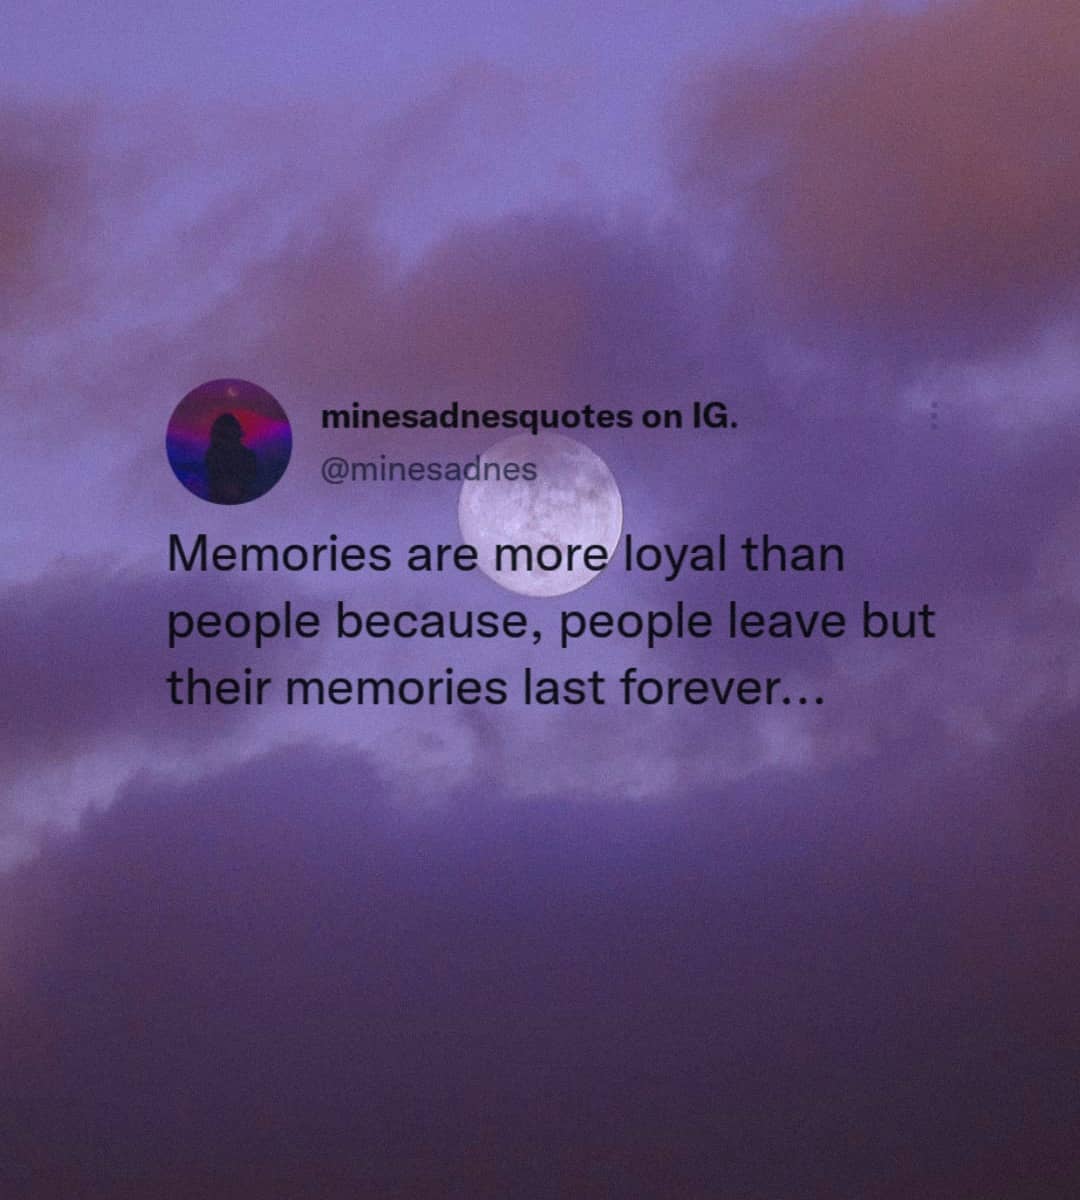 minesadnesquotes on IG.
@minesadnes
Memories are more loyal than
people because, people leave but
their memories last forever...